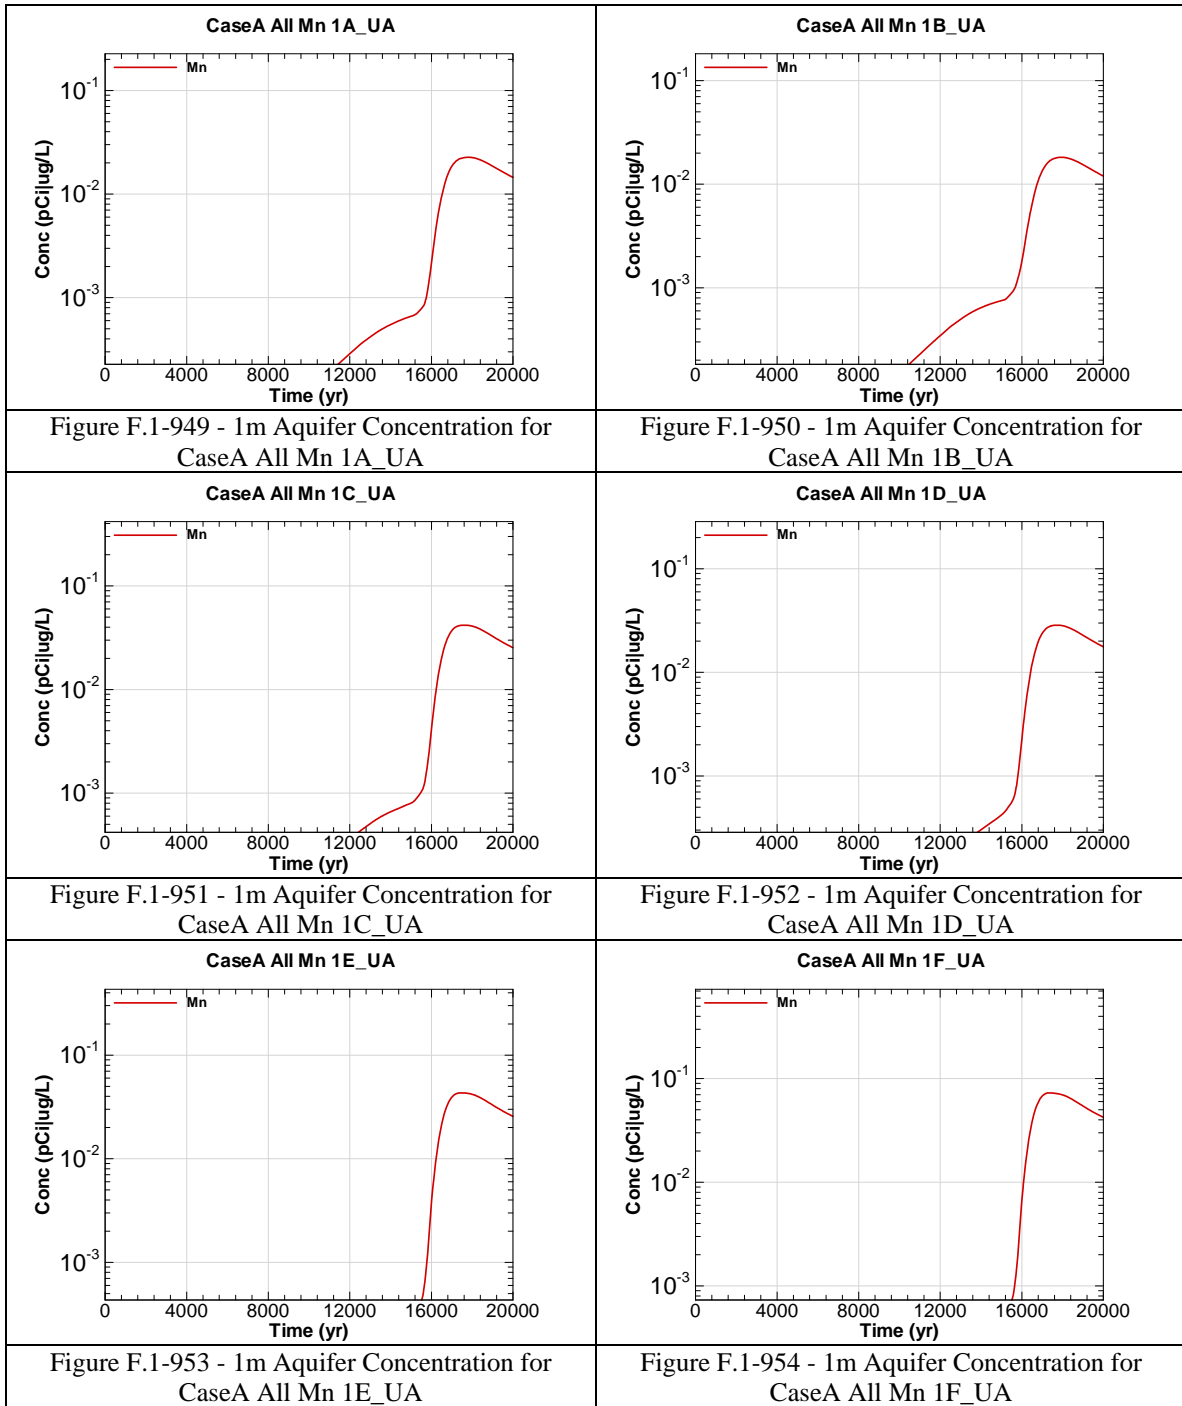 CaseA All Mn 1A_UA
Mn
10-1
10-2
10-3
Conc (pCi|ug/L)
0 4000 8000 12000 16000 20000
Time (yr)
Figure F.1-949 - 1m Aquifer Concentration for
CaseA All Mn 1A_UA
CaseA All Mn 1B_UA
Mn
10-1
10-2
10-3
Conc (pCi|ug/L)
0 4000 8000 12000 16000 20000
Time (yr)
Figure F.1-950 - 1m Aquifer Concentration for
CaseA All Mn 1B_UA
CaseA All Mn 1C_UA
Mn
10-1
10-2
10-3
Conc (pCi|ug/L)
0 4000 8000 12000 16000 20000
Time (yr)
Figure F.1-951 - 1m Aquifer Concentration for
CaseA All Mn 1C_UA
CaseA All Mn 1D_UA
Mn
10-1
10-2
10-3
Conc (pCi|ug/L)
0 4000 8000 12000 16000 20000
Time (yr)
Figure F.1-952 - 1m Aquifer Concentration for
CaseA All Mn 1D_UA
CaseA All Mn 1E_UA
Mn
10-1
10-2
10-3
Conc (pCi|ug/L)
0 4000 8000 12000 16000 20000
Time (yr)
Figure F.1-953 - 1m Aquifer Concentration for
CaseA All Mn 1E_UA
CaseA All Mn 1F_UA
Mn
10-1
10-2
10-3
Conc (pCi|ug/L)
0 4000 8000 12000 16000 20000
Time (yr)
Figure F.1-954 - 1m Aquifer Concentration for
CaseA All Mn 1F_UA